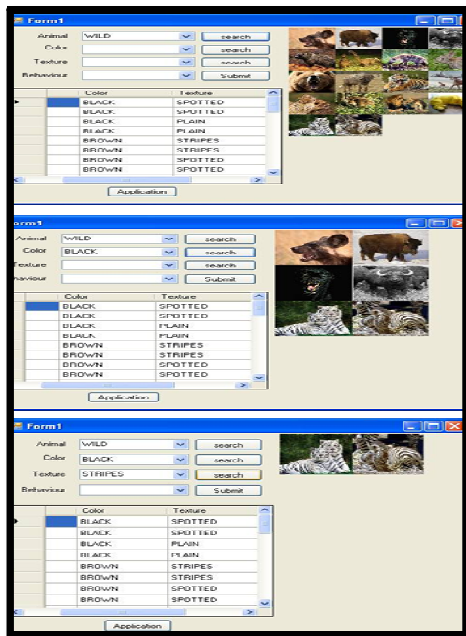 Form1
Animal WILD search
Color search
Texture search
Behaviour Submit
Color Texture
BLACK SPOTTED
BLACK SPOTTED
BLACK PLAIN
BLACK PLAIN
BROWN STRIPES
BROWN STRIPES
BROWN SPOTTED
BROWN SPOTTED
Application
orm1
Animal WILD search
Color BLACK search
Texture search
haviour Submit
Color Texture
BLACK SPOTTED
BLACK SPOTTED
BLACK PLAIN
BLACK PLAIN
BROWN STRIPES
BROWN STRIPES
BROWN SPOTTED
Application
Form1
Animal WILD search
Color BLACK search
Texture STRIPES search
Behaviour Submit
Color Texture
BLACK SPOTTED
BLACK SPOTTED
BLACK PLAIN
BLACK PLAIN
BROWN STRIPES
BROWN STRIPES
BROWN SPOTTED
BROWN SPOTTED
Application